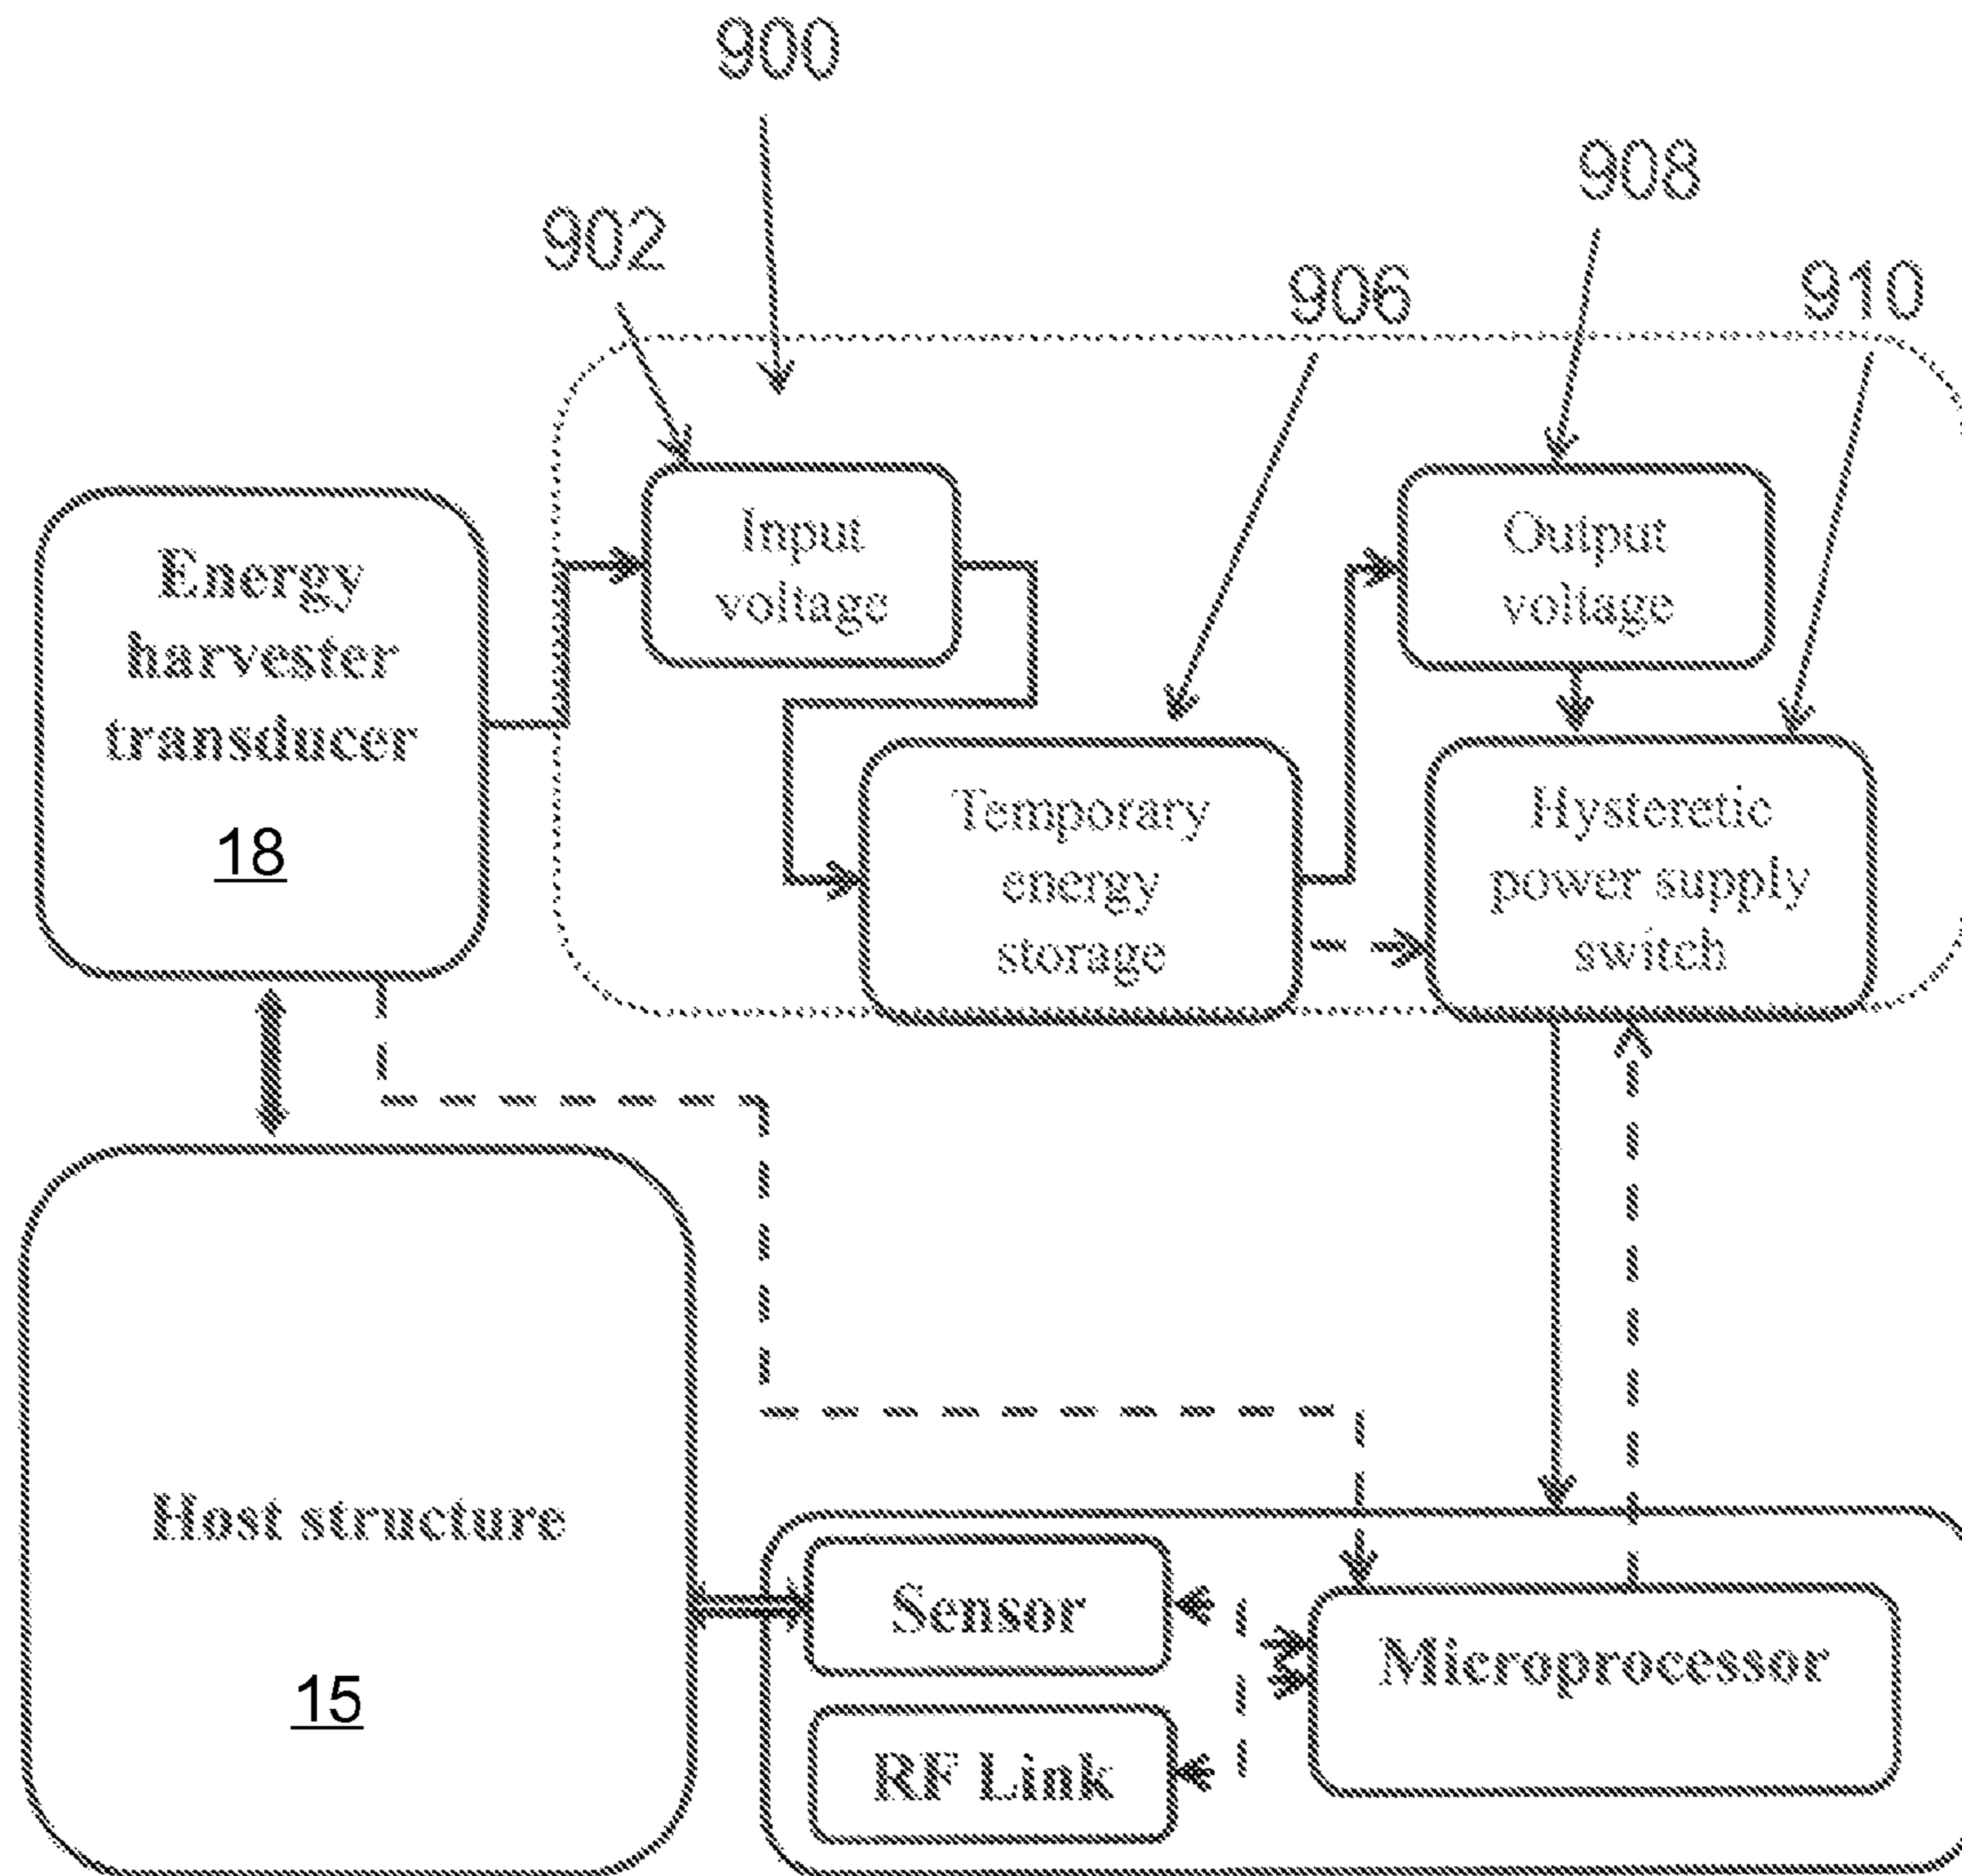 900
908
902
906
910
Input
voltage
Output
voltage
Energy
harvester
transducer
18
Temporary
energy
storage
Hysteretic
power supply
switch
Host structure
15
Sensor
RF Link
Microprocessor